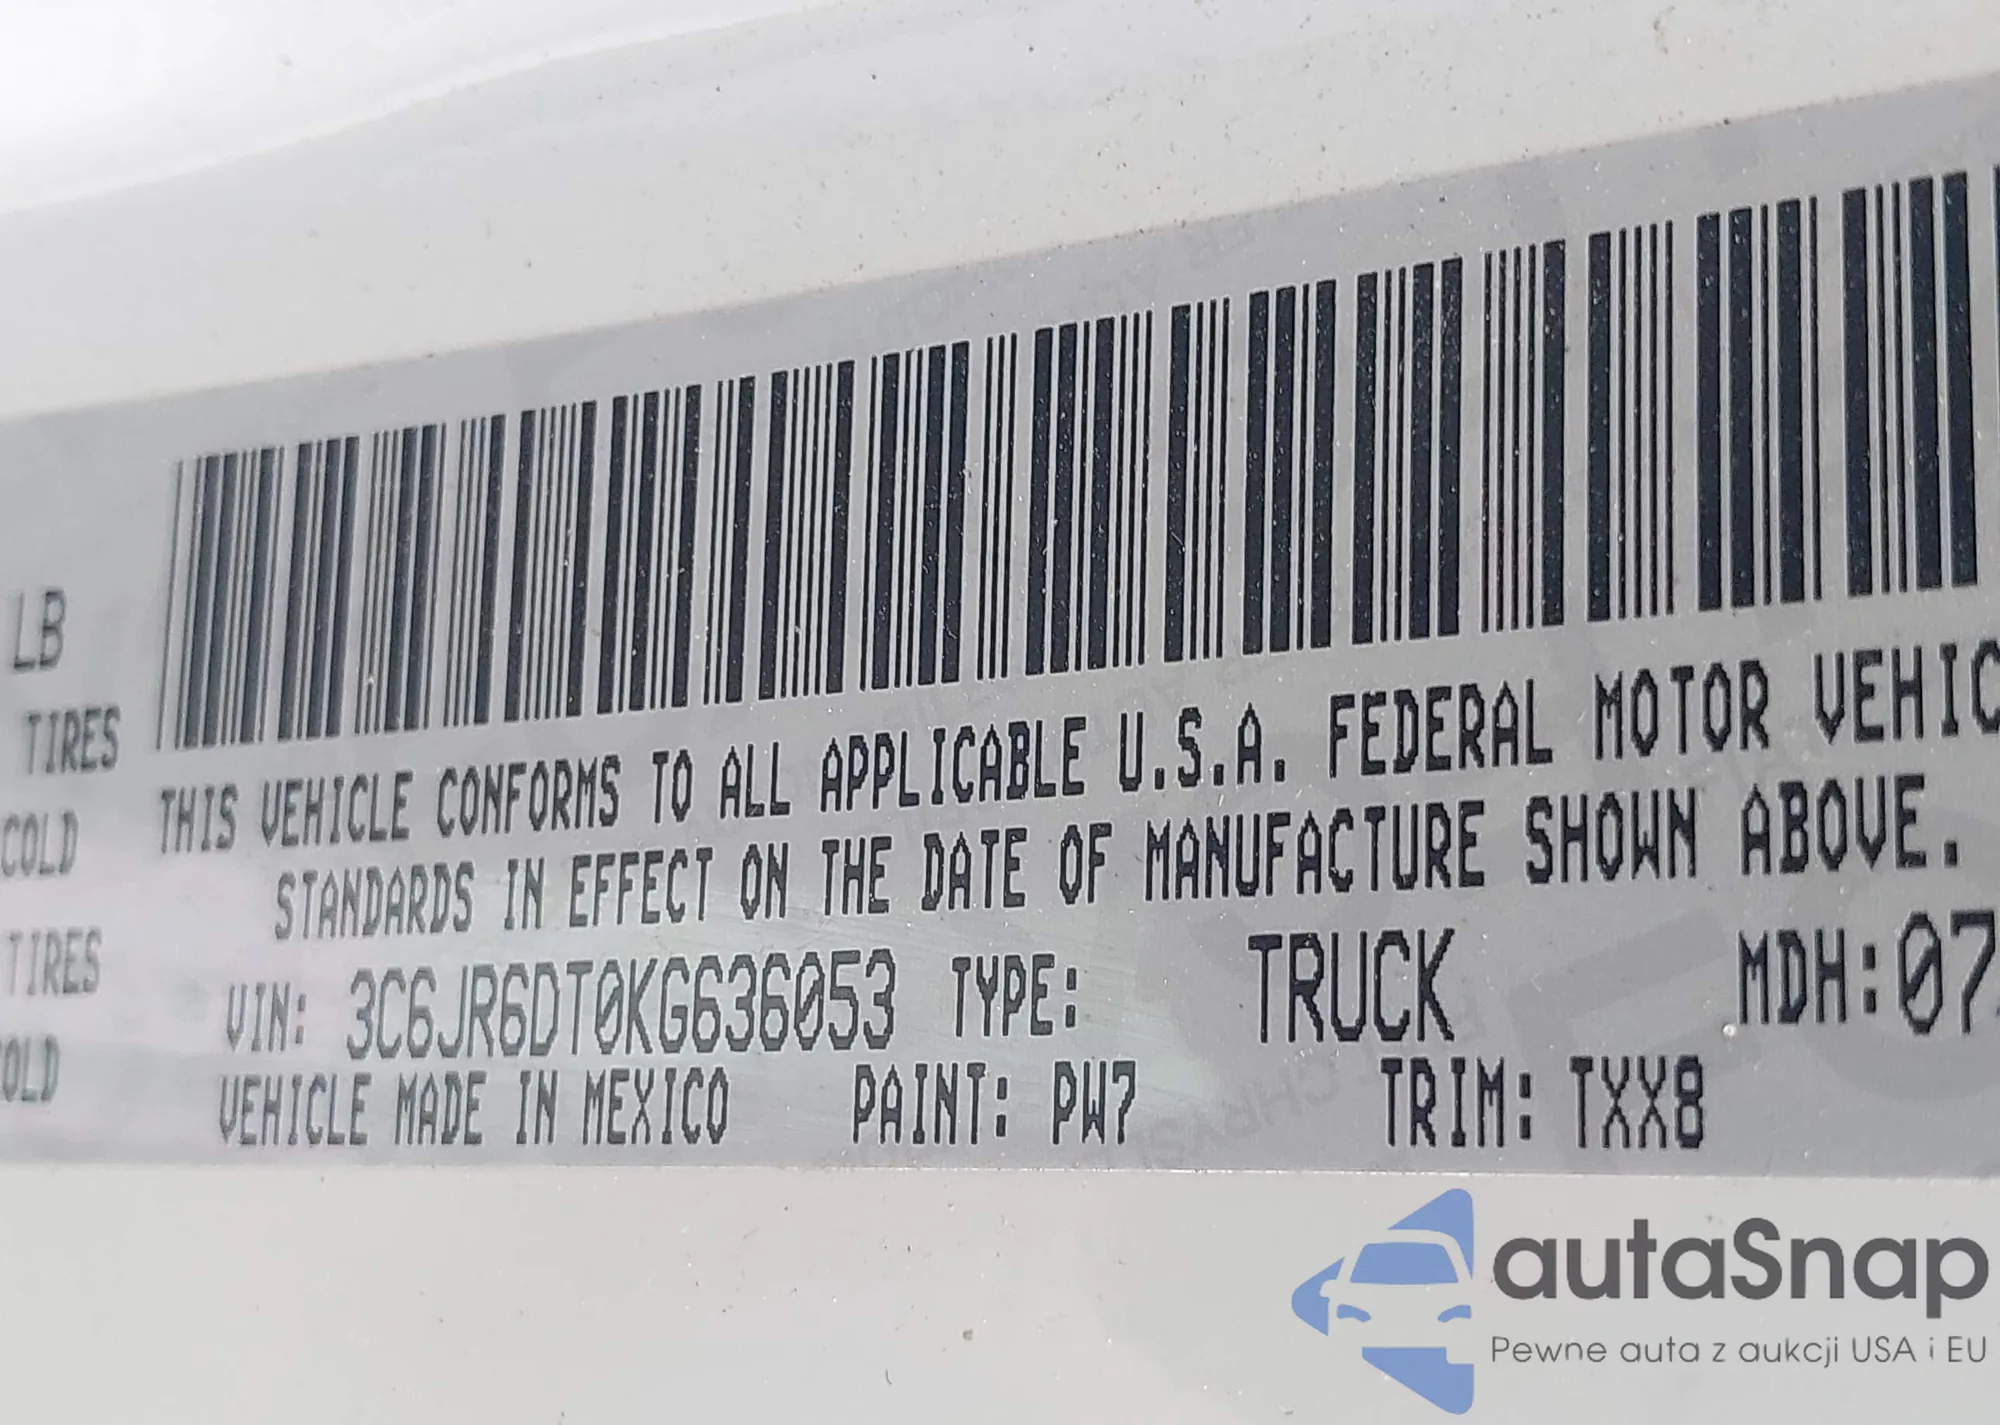 LB
TIRES
COLD
TIRES
OLD
THIS VEHICLE CONFORMS TO ALL APPLICABLE U.S.A. FEDERAL MOTOR VEHIC
STANDARDS IN EFFECT ON THE DATE OF MANUFACTURE SHOWN ABOVE.
VIN: 3C6JR6DT0KG636053 TYPE: TRUCK MDH:07
VEHICLE MADE IN MEXICO PAINT: PW7 TRIM: TXX8
autaSnap
Pewne auta z aukcji USA i EU